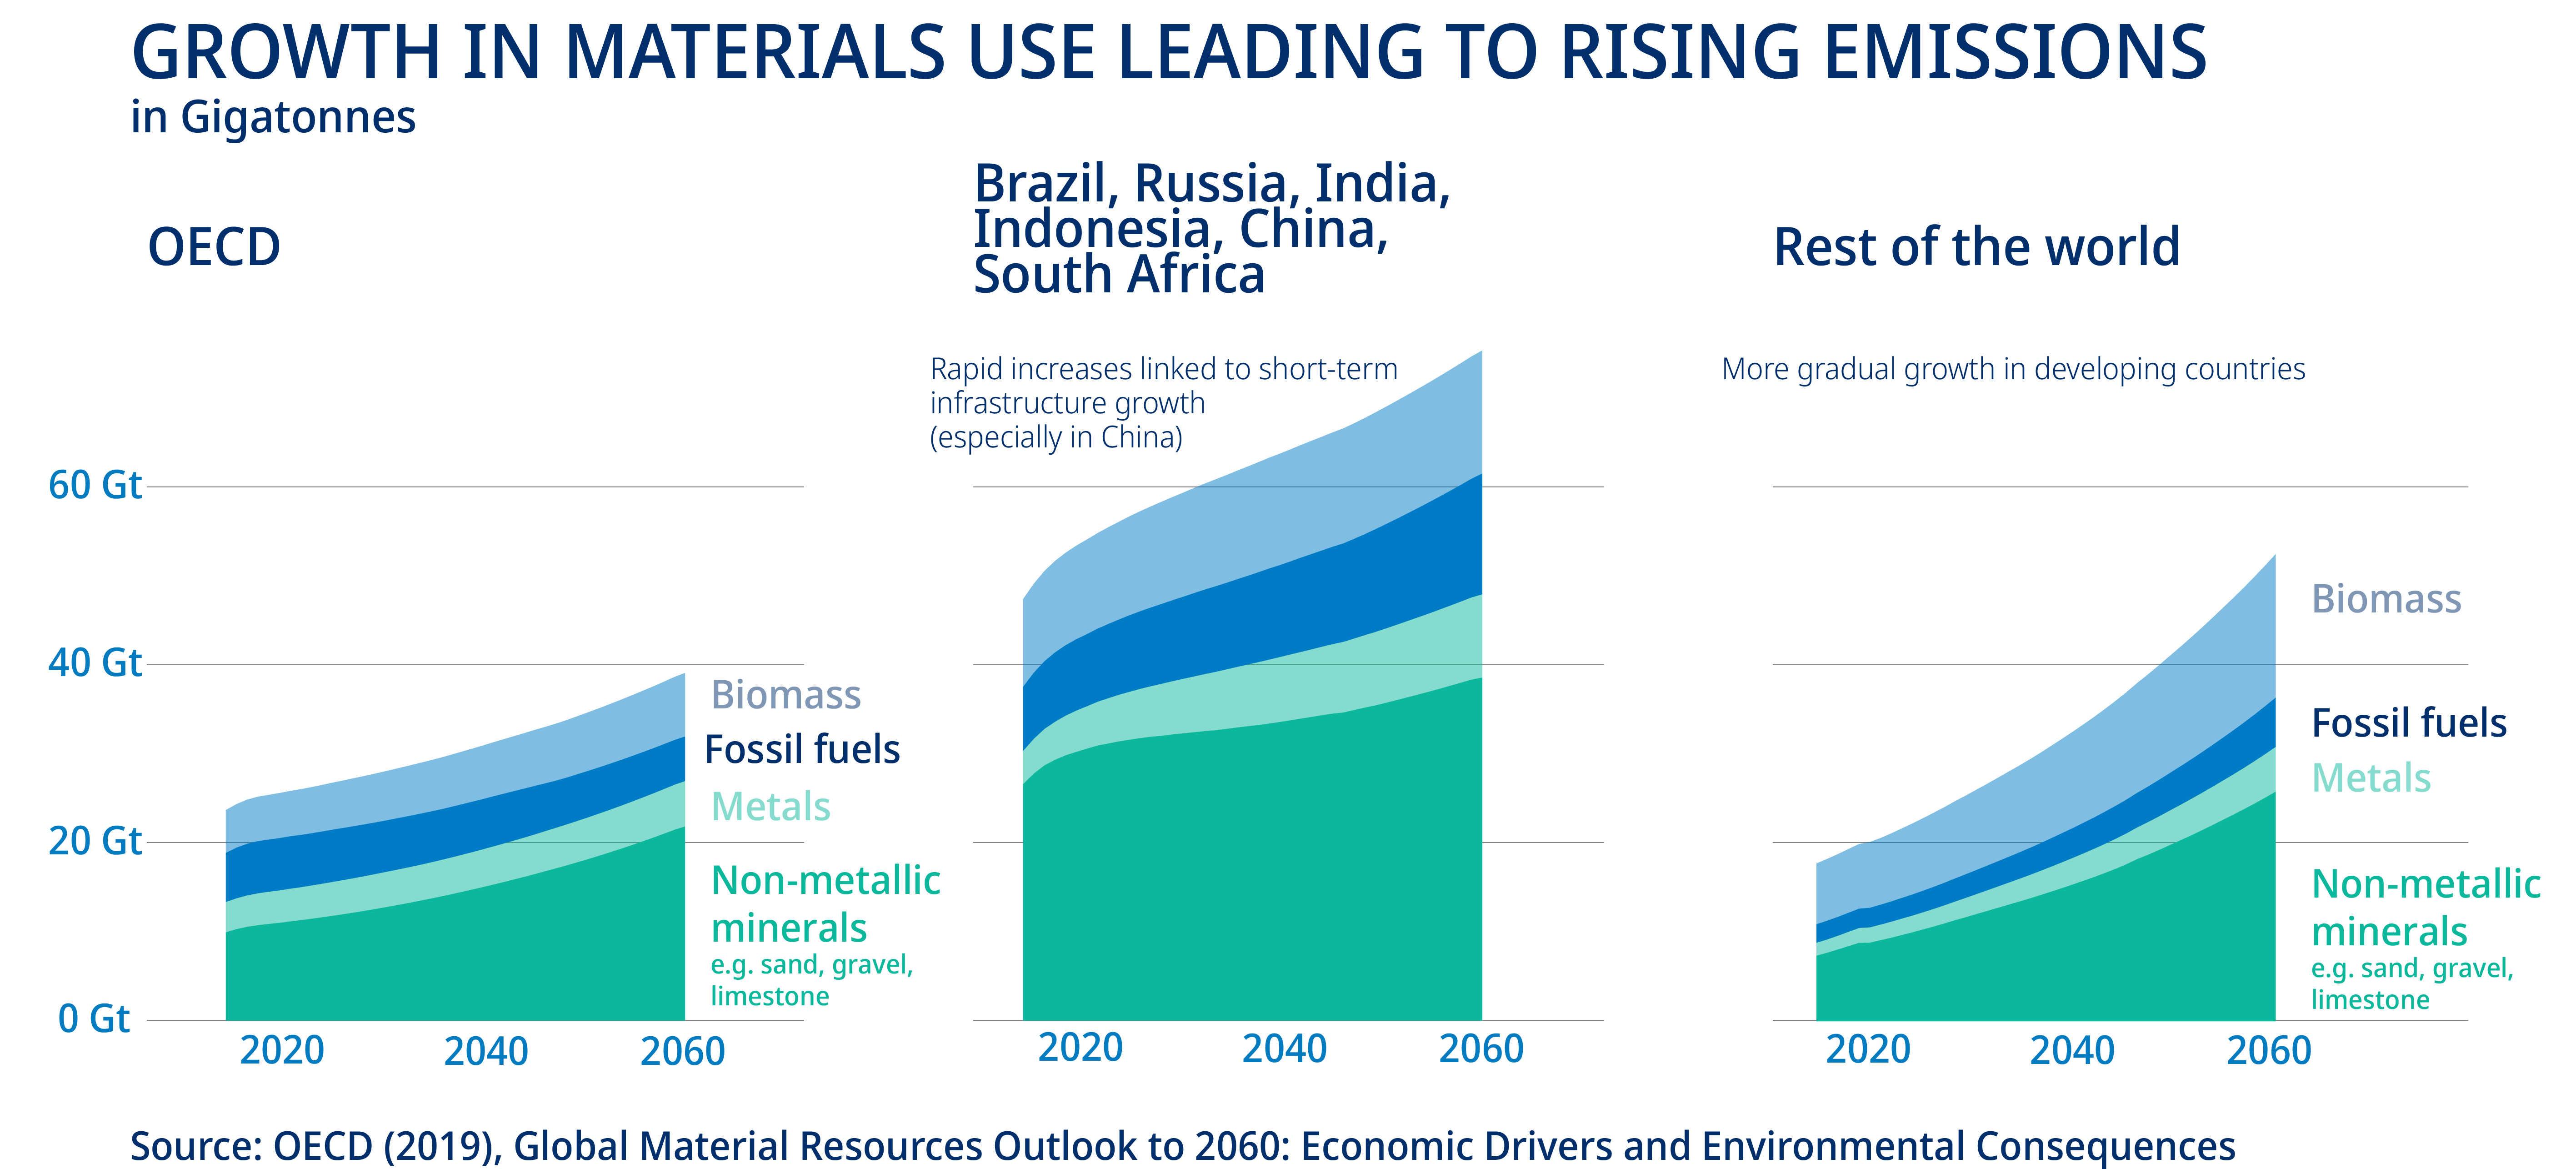 GROWTH IN MATERIALS USE LEADING TO RISING EMISSIONS
in Gigatonnes
OECD
Brazil, Russia, India,
Indonesia, China,
South Africa
Rest of the world
Rapid increases linked to short-term
infrastructure growth
(especially in China)
More gradual growth in developing countries
60 Gt
40 Gt
20 Gt
0 Gt
Biomass
Fossil fuels
Metals
Non-metallic
minerals
e.g. sand, gravel,
limestone
Biomass
Fossil fuels
Metals
Non-metallic
minerals
e.g. sand, gravel,
limestone
2020 2040 2060
2020 2040 2060
2020 2040 2060
Source: OECD (2019), Global Material Resources Outlook to 2060: Economic Drivers and Environmental Consequences